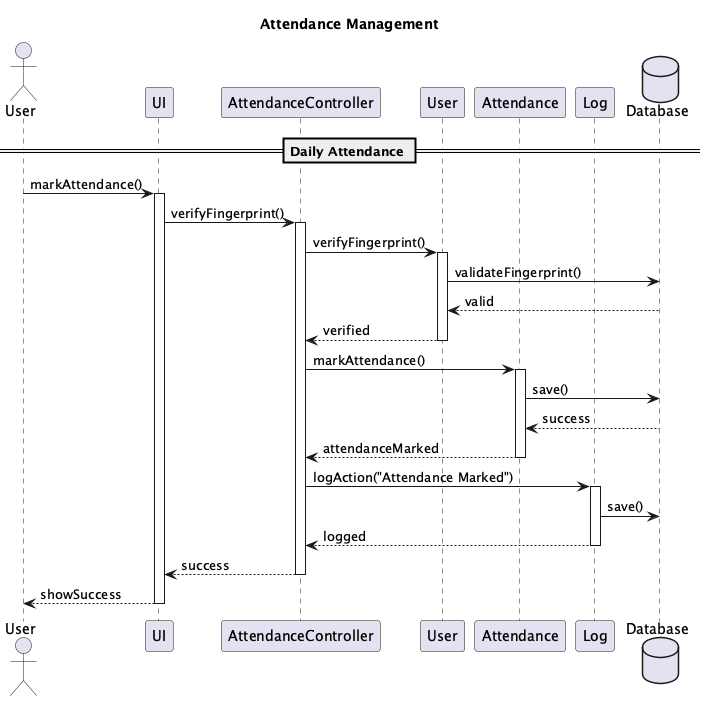 Attendance Management
User
UI
AttendanceController
User
Attendance
Log
Database
Daily Attendance
markAttendance()
verifyFingerprint()
verifyFingerprint()
validateFingerprint()
valid
verified
markAttendance()
save()
success
attendanceMarked
logAction("Attendance Marked")
save()
logged
success
showSuccess
User
UI
AttendanceController
User
Attendance
Log
Database